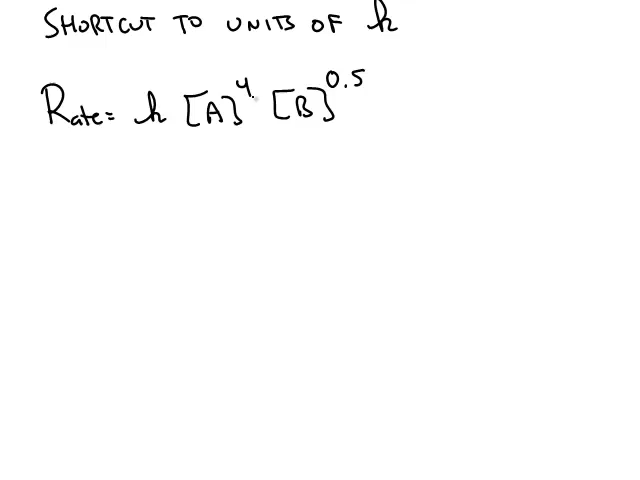 SHORTCUT TO UNITS OF k
Rate = k [A]^4 [B]^0.5